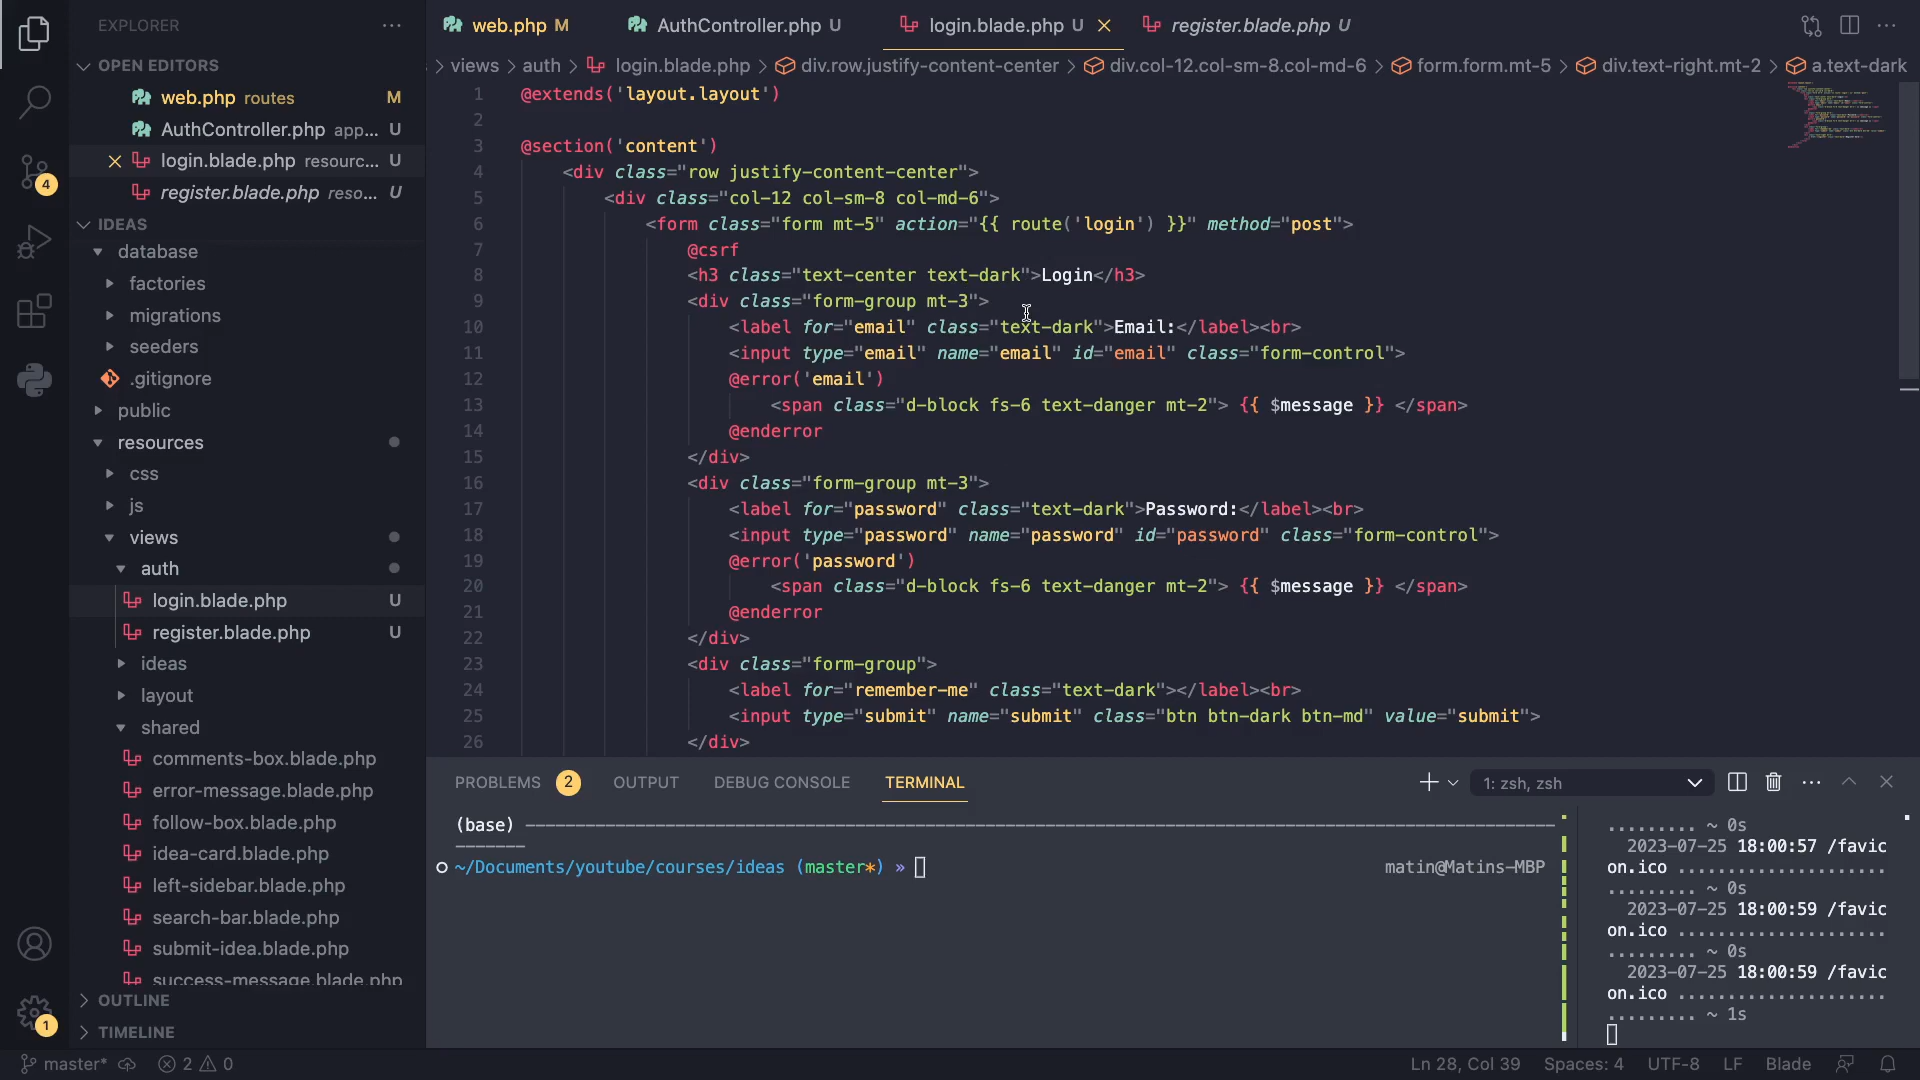 EXPLORER
OPEN EDITORS
web.php routes M
AuthController.php app... U
login.blade.php resourc... U
register.blade.php reso... U
IDEAS
database
factories
migrations
seeders
.gitignore
public
resources
css
js
views
auth
login.blade.php U
register.blade.php U
ideas
layout
shared
comments-box.blade.php
error-message.blade.php
follow-box.blade.php
idea-card.blade.php
left-sidebar.blade.php
search-bar.blade.php
submit-idea.blade.php
success-message.blade.php
OUTLINE
TIMELINE
4
1
web.php M AuthController.php U login.blade.php U register.blade.php U
views auth login.blade.php div.row.justify-content-center div.col-12.col-sm-8.col-md-6 form.form.mt-5 div.text-right.mt-2 a.text-dark
1 @extends('layout.layout')
2
3 @section('content')
4 <div class="row justify-content-center">
5 <div class="col-12 col-sm-8 col-md-6">
6 <form class="form mt-5" action="{{ route('login') }}" method="post">
7 @csrf
8 <h3 class="text-center text-dark">Login</h3>
9 <div class="form-group mt-3">
10 <label for="email" class="text-dark">Email:</label><br>
11 <input type="email" name="email" id="email" class="form-control">
12 @error('email')
13 <span class="d-block fs-6 text-danger mt-2"> {{ $message }} </span>
14 @enderror
15 </div>
16 <div class="form-group mt-3">
17 <label for="password" class="text-dark">Password:</label><br>
18 <input type="password" name="password" id="password" class="form-control">
19 @error('password')
20 <span class="d-block fs-6 text-danger mt-2"> {{ $message }} </span>
21 @enderror
22 </div>
23 <div class="form-group">
24 <label for="remember-me" class="text-dark"></label><br>
25 <input type="submit" name="submit" class="btn btn-dark btn-md" value="submit">
26 </div>
PROBLEMS 2 OUTPUT DEBUG CONSOLE TERMINAL 1: zsh, zsh
(base)
~/Documents/youtube/courses/ideas (master*) » matin@Matins-MBP
......... ~ 0s
2023-07-25 18:00:57 /favic
on.ico .....................
......... ~ 0s
2023-07-25 18:00:59 /favic
on.ico .....................
......... ~ 0s
2023-07-25 18:00:59 /favic
on.ico .....................
......... ~ 1s
master* 2 0 Ln 28, Col 39 Spaces: 4 UTF-8 LF Blade